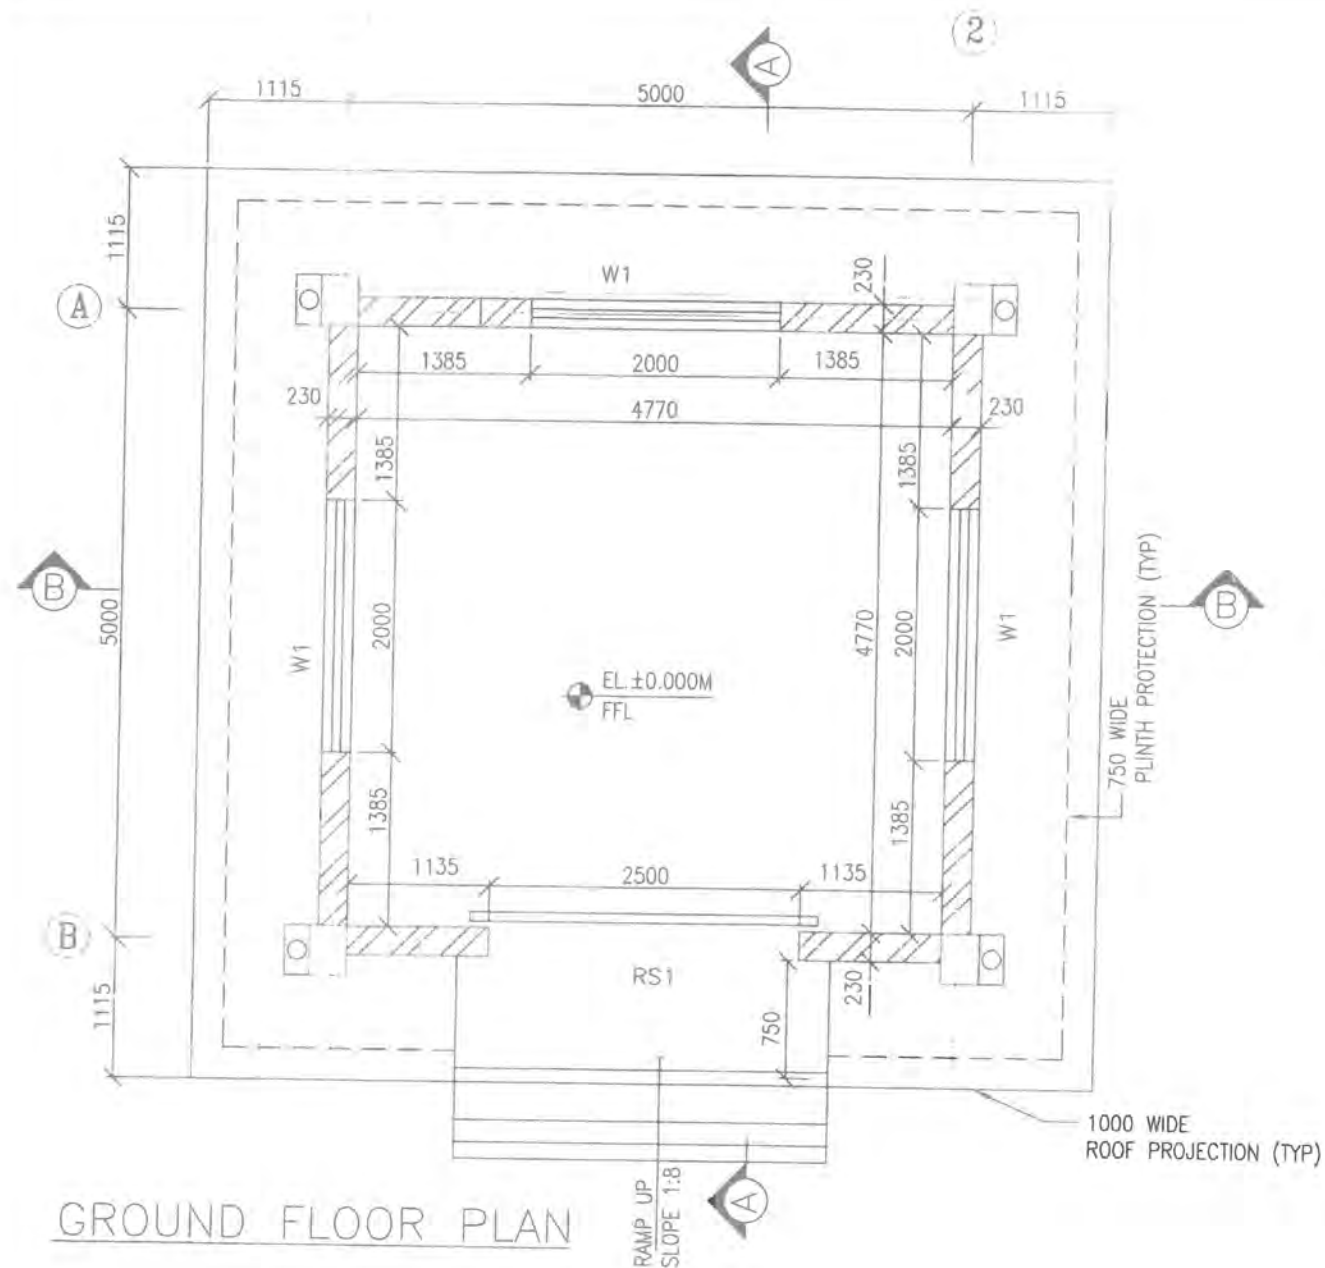 2
A
1115 5000 1115
1115
A
W1
230
1385 2000 1385
230 4770 230
1385
1385
B
5000
2000
W1
4770
2000
W1
B
750 WIDE
PLINTH PROTECTION (TYP)
EL.±0.000M
FFL
1385
1385
1135 2500 1135
B
RS1
230
750
1115
1000 WIDE
ROOF PROJECTION (TYP)
RAMP UP
SLOPE 1:8
A
GROUND FLOOR PLAN